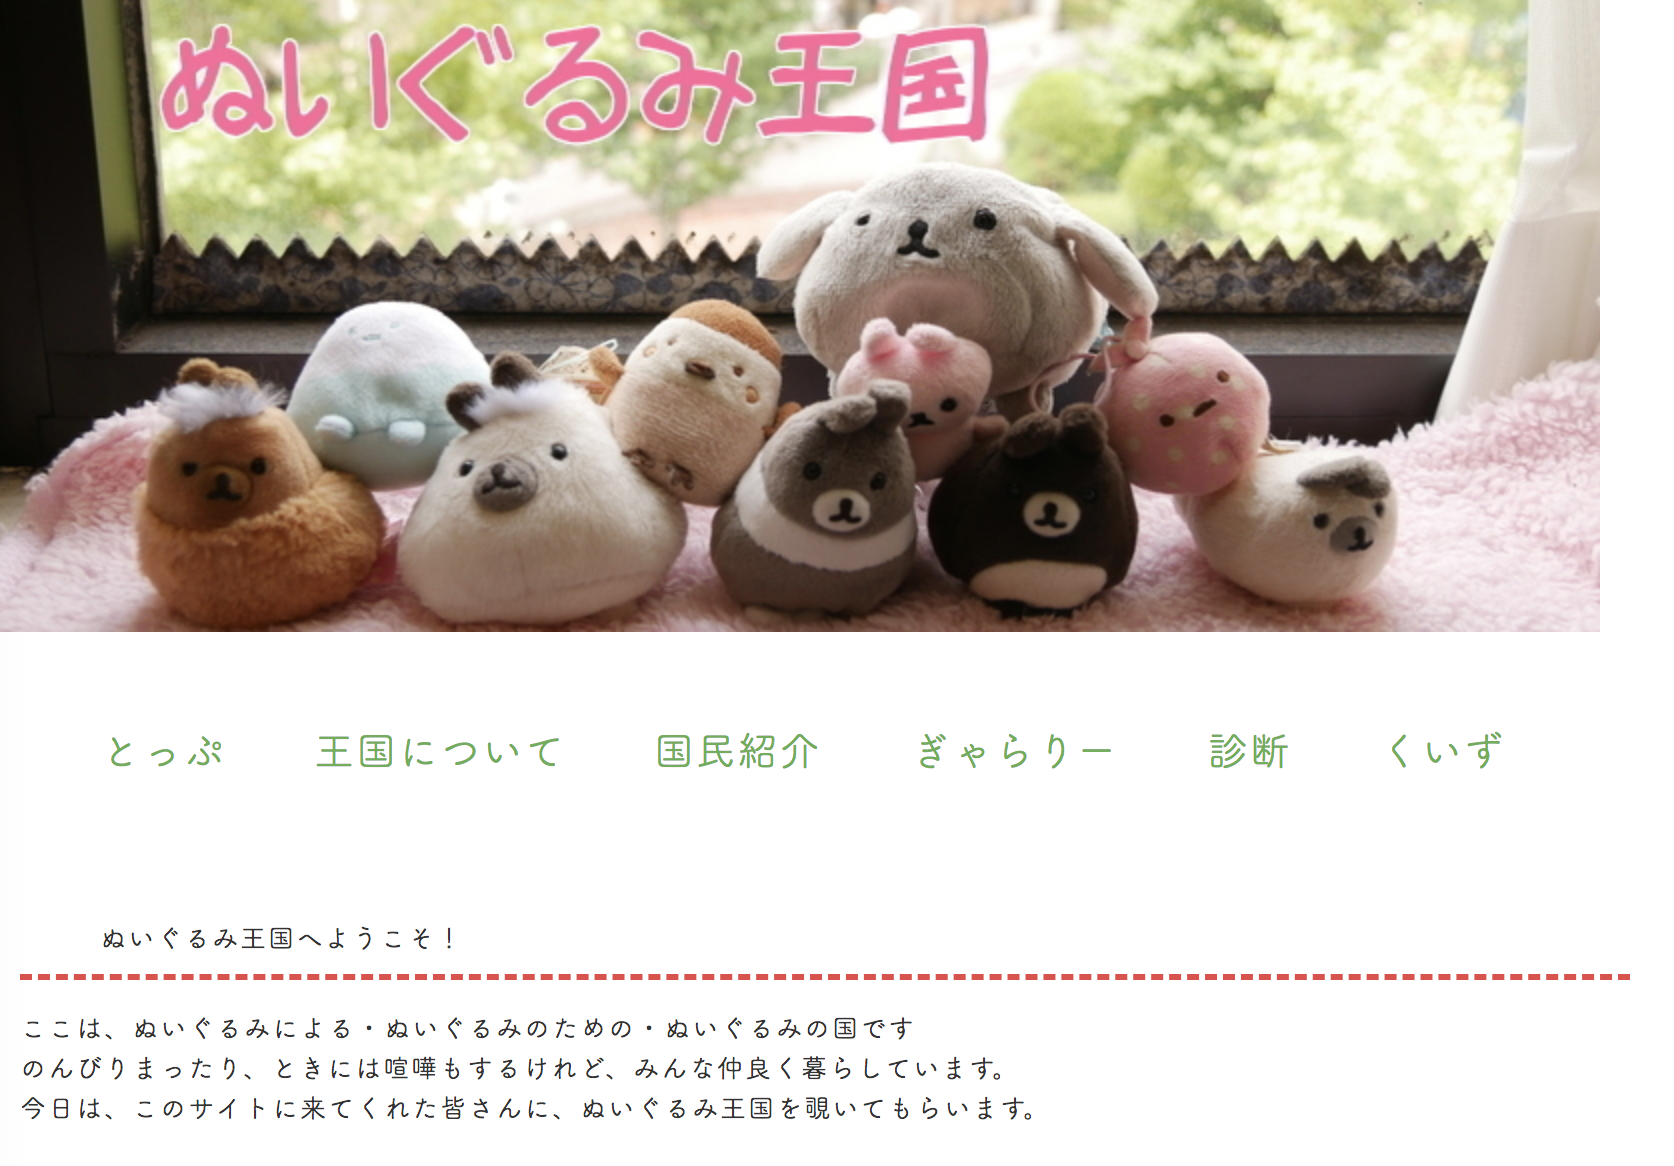 ぬいぐるみ王国
とっぷ 王国について 国民紹介 ぎゃらりー 診断 くいず
ぬいぐるみ王国へようこそ！
ここは、ぬいぐるみによる・ぬいぐるみのための・ぬいぐるみの国です
のんびりまったり、ときには喧嘩もするけれど、みんな仲良く暮らしています。
今日は、このサイトに来てくれた皆さんに、ぬいぐるみ王国を覗いてもらいます。